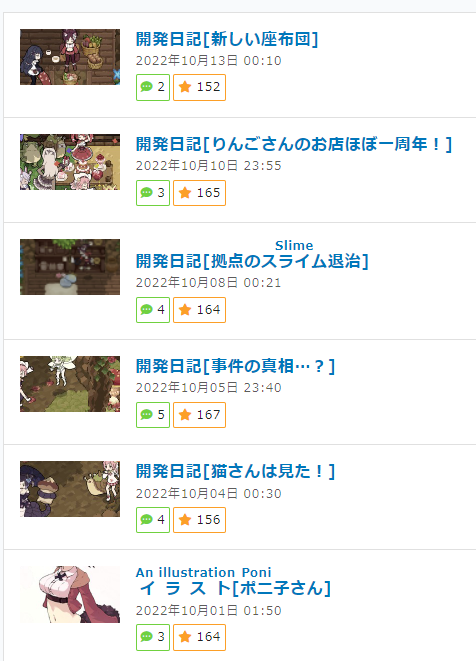 開発日記[新しい座布団]
2022年10月13日 00:10
2 152
開発日記[りんごさんのお店ほぼ一周年！]
2022年10月10日 23:55
3 165
Slime
開発日記[拠点のスライム退治]
2022年10月08日 00:21
4 164
開発日記[事件の真相…？]
2022年10月05日 23:40
5 167
開発日記[猫さんは見た！]
2022年10月04日 00:30
4 156
An illustration Poni
イラスト[ポニ子さん]
2022年10月01日 01:50
3 164